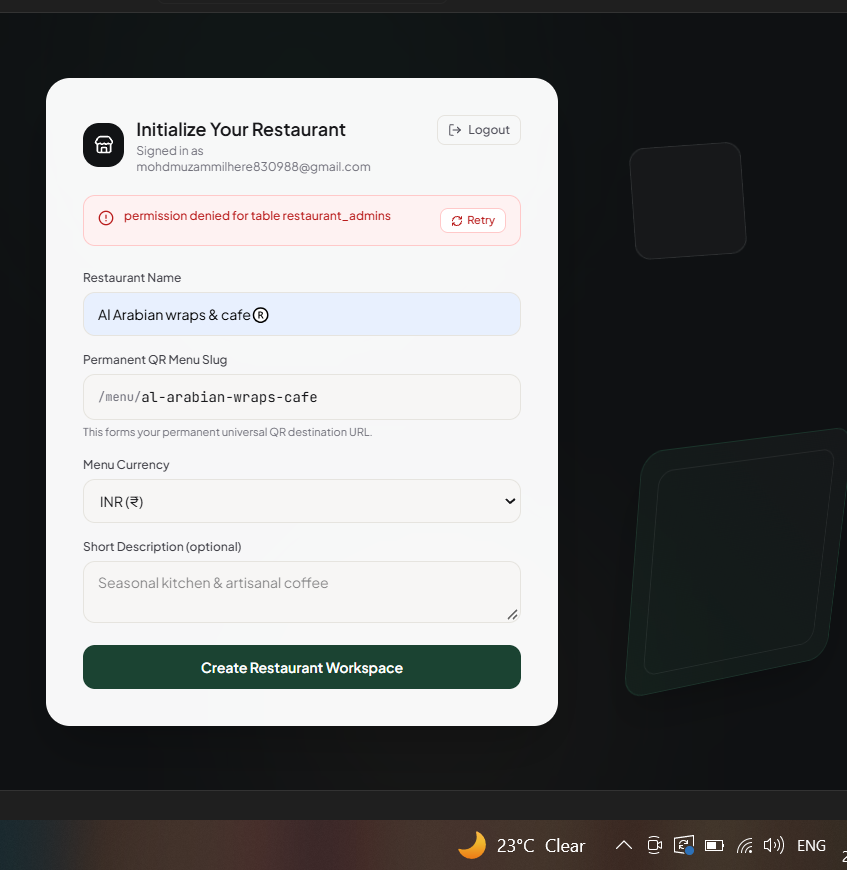 Initialize Your Restaurant
Logout
Signed in as
mohdmuzammilhere830988@gmail.com
permission denied for table restaurant_admins
Retry
Restaurant Name
Al Arabian wraps & cafe®
Permanent QR Menu Slug
/menu/al-arabian-wraps-cafe
This forms your permanent universal QR destination URL.
Menu Currency
INR (₹)
Short Description (optional)
Seasonal kitchen & artisanal coffee
Create Restaurant Workspace
23°C Clear
ENG